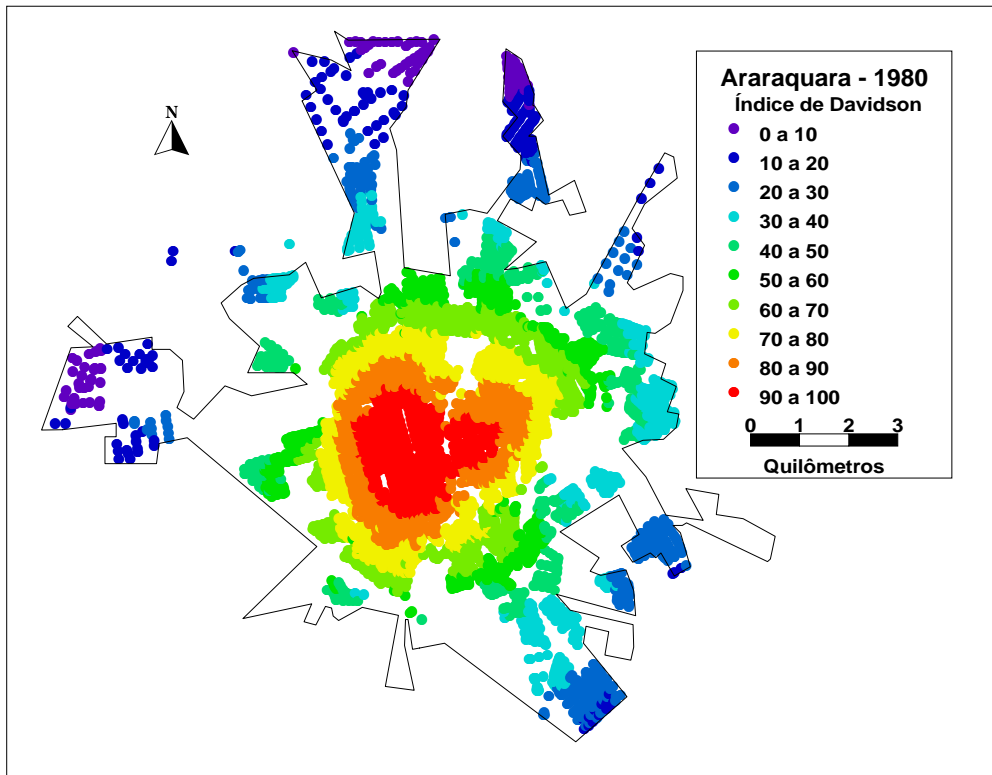 N
Araraquara - 1980
Índice de Davidson
0 a 10
10 a 20
20 a 30
30 a 40
40 a 50
50 a 60
60 a 70
70 a 80
80 a 90
90 a 100
0 1 2 3
Quilômetros